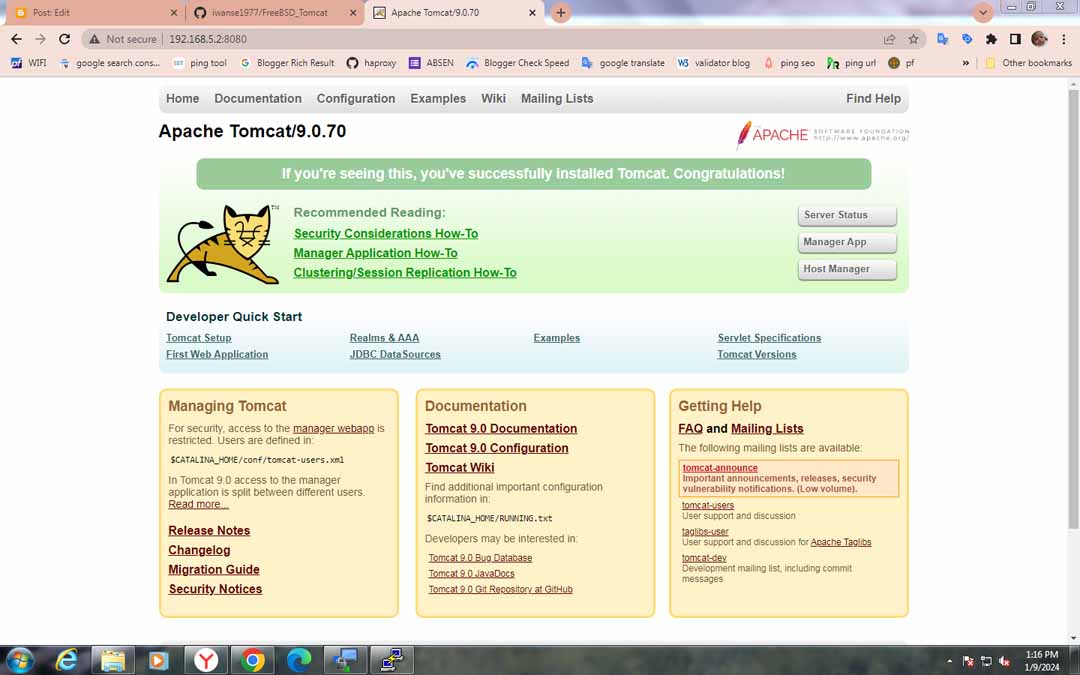 Post: Edit
iwanse1977/FreeBSD_Tomcat
Apache Tomcat/9.0.70
Not secure
192.168.5.2:8080
WIFI
google search cons...
ping tool
Blogger Rich Result
haproxy
ABSEN
Blogger Check Speed
google translate
validator blog
ping seo
ping url
pf
»
Other bookmarks
Home Documentation Configuration Examples Wiki Mailing Lists Find Help
Apache Tomcat/9.0.70
APACHE
SOFTWARE FOUNDATION
http://www.apache.org/
If you're seeing this, you've successfully installed Tomcat. Congratulations!
TM
Recommended Reading:
Security Considerations How-To
Manager Application How-To
Clustering/Session Replication How-To
Server Status
Manager App
Host Manager
Developer Quick Start
Tomcat Setup
First Web Application
Realms & AAA
JDBC DataSources
Examples
Servlet Specifications
Tomcat Versions
Managing Tomcat
For security, access to the manager webapp is
restricted. Users are defined in:
$CATALINA_HOME/conf/tomcat-users.xml
In Tomcat 9.0 access to the manager
application is split between different users.
Read more...
Release Notes
Changelog
Migration Guide
Security Notices
Documentation
Tomcat 9.0 Documentation
Tomcat 9.0 Configuration
Tomcat Wiki
Find additional important configuration
information in:
$CATALINA_HOME/RUNNING.txt
Developers may be interested in:
Tomcat 9.0 Bug Database
Tomcat 9.0 JavaDocs
Tomcat 9.0 Git Repository at GitHub
Getting Help
FAQ and Mailing Lists
The following mailing lists are available:
tomcat-announce
Important announcements, releases, security
vulnerability notifications. (Low volume).
tomcat-users
User support and discussion
taglibs-user
User support and discussion for Apache Taglibs
tomcat-dev
Development mailing list, including commit
messages
1:16 PM
1/9/2024